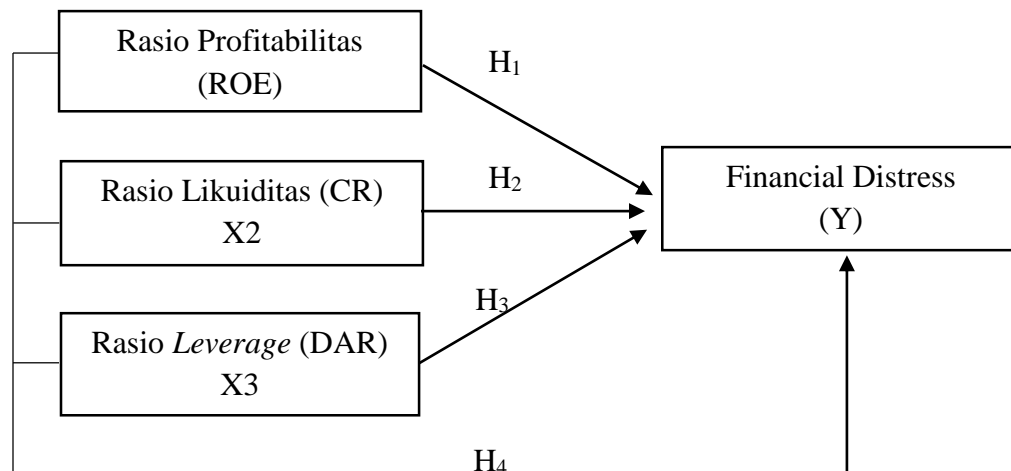 Rasio Profitabilitas
(ROE)
H₁
Rasio Likuiditas (CR)
X2
H₂
Financial Distress
(Y)
H₃
Rasio Leverage (DAR)
X3
H₄